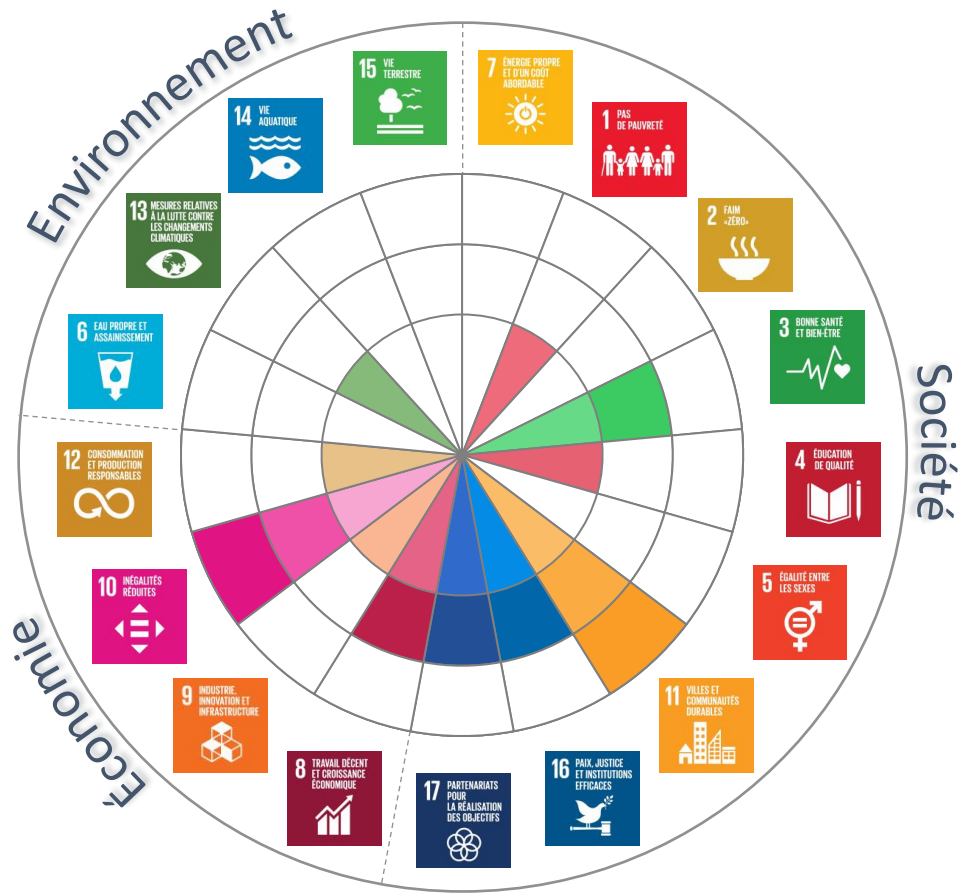 Environnement
Société
Économie
15 VIE
TERRESTRE
7 ÉNERGIE PROPRE
ET D'UN COÛT
ABORDABLE
1 PAS
DE PAUVRETÉ
2 FAIM
«ZÉRO»
3 BONNE SANTÉ
ET BIEN-ÊTRE
4 ÉDUCATION
DE QUALITÉ
5 ÉGALITÉ ENTRE
LES SEXES
11 VILLES ET
COMMUNAUTÉS
DURABLES
16 PAIX, JUSTICE
ET INSTITUTIONS
EFFICACES
17 PARTENARIATS
POUR
LA RÉALISATION
DES OBJECTIFS
8 TRAVAIL DÉCENT
ET CROISSANCE
ÉCONOMIQUE
9 INDUSTRIE,
INNOVATION ET
INFRASTRUCTURE
10 INÉGALITÉS
RÉDUITES
12 CONSOMMATION
ET PRODUCTION
RESPONSABLES
6 EAU PROPRE ET
ASSAINISSEMENT
13 MESURES RELATIVES
À LA LUTTE CONTRE
LES CHANGEMENTS
CLIMATIQUES
14 VIE
AQUATIQUE